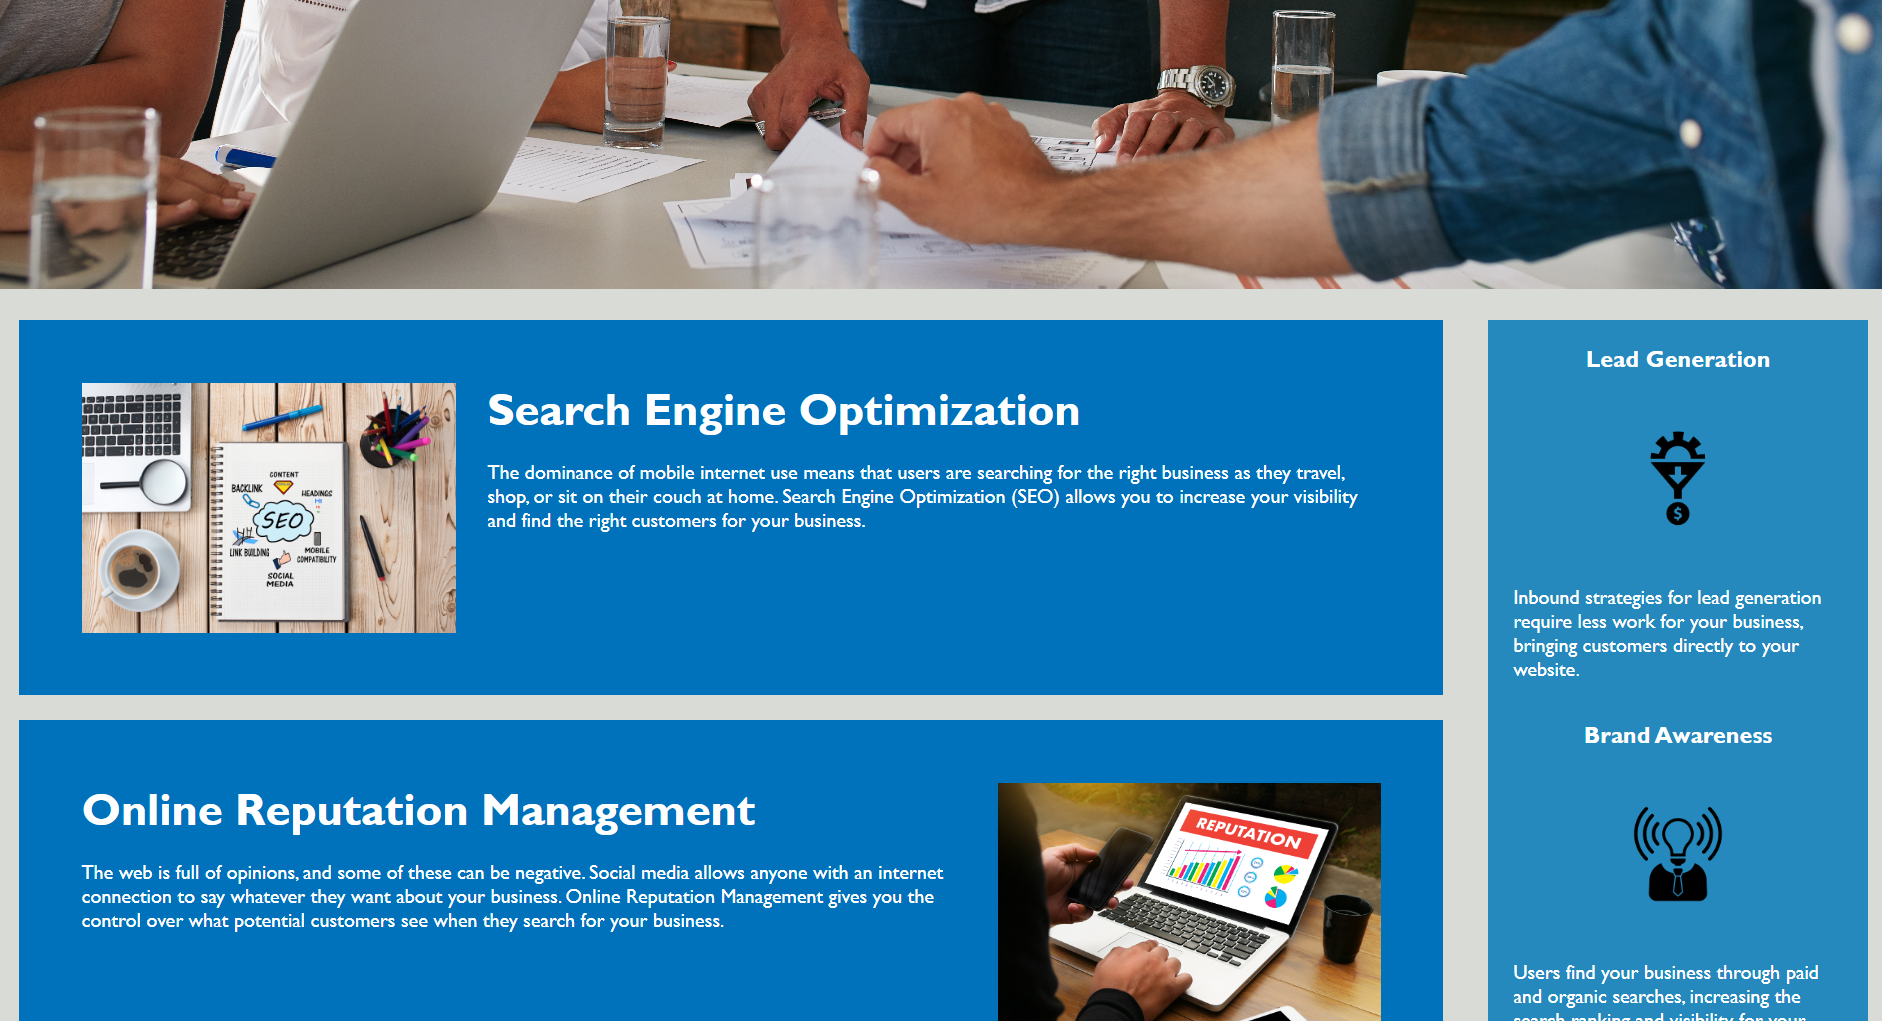 Search Engine Optimization
The dominance of mobile internet use means that users are searching for the right business as they travel,
shop, or sit on their couch at home. Search Engine Optimization (SEO) allows you to increase your visibility
and find the right customers for your business.
CONTENT
BACKLINK
HEADINGS
SEO
LINK BUILDING
MOBILE
COMPATIBILITY
SOCIAL
MEDIA
Online Reputation Management
The web is full of opinions, and some of these can be negative. Social media allows anyone with an internet
connection to say whatever they want about your business. Online Reputation Management gives you the
control over what potential customers see when they search for your business.
REPUTATION
Lead Generation
$
Inbound strategies for lead generation
require less work for your business,
bringing customers directly to your
website.
Brand Awareness
Users find your business through paid
and organic searches, increasing the
search ranking and visibility for your